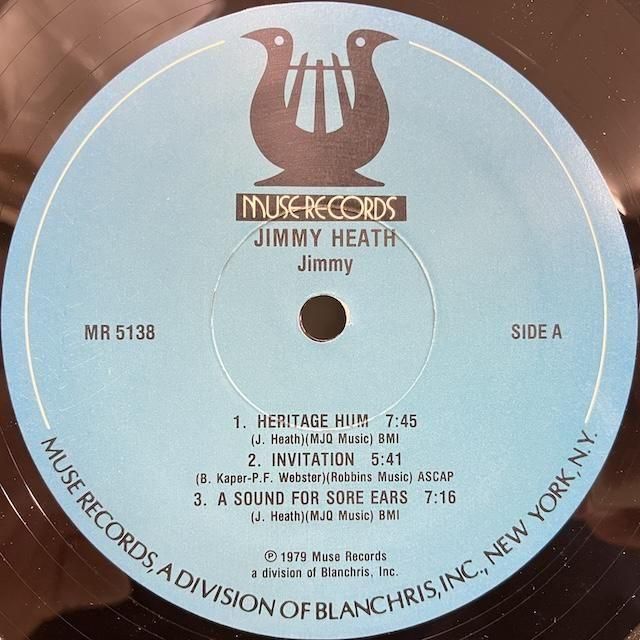 MUSE RECORDS
JIMMY HEATH
Jimmy
MR 5138
SIDE A
1. HERITAGE HUM 7:45
(J. Heath)(MJQ Music) BMI
2. INVITATION 5:41
(B. Kaper-P.F. Webster)(Robbins Music) ASCAP
3. A SOUND FOR SORE EARS 7:16
(J. Heath)(MJQ Music) BMI
℗ 1979 Muse Records
a division of Blanchris, Inc.
MUSE RECORDS, A DIVISION OF BLANCHRIS, INC., NEW YORK, N.Y.